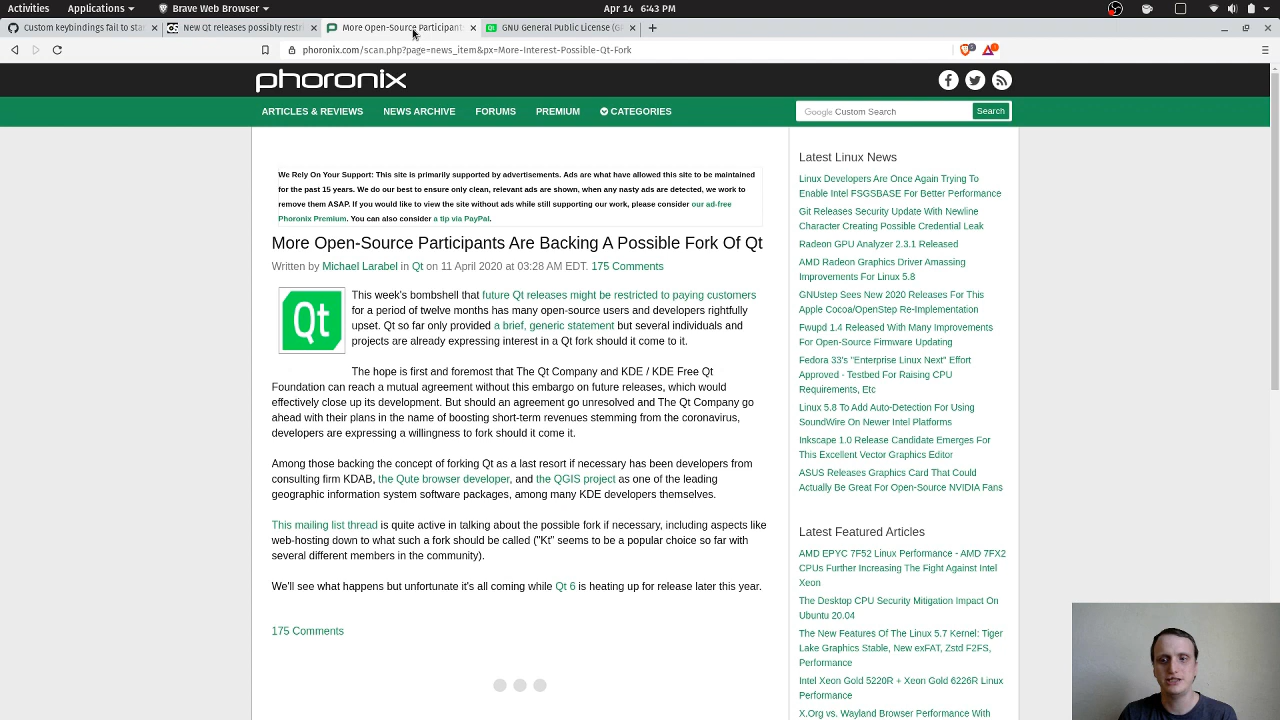 Activities
Applications
Brave Web Browser
Apr 14 6:43 PM
Custom keybindings fail to sta
New Qt releases possibly restri
More Open-Source Participants
Qt GNU General Public License (G
phoronix.com/scan.php?page=news_item&px=More-Interest-Possible-Qt-Fork
phoronix
ARTICLES & REVIEWS
NEWS ARCHIVE
FORUMS
PREMIUM
CATEGORIES
Google Custom Search
Search
We Rely On Your Support: This site is primarily supported by advertisements. Ads are what have allowed this site to be maintained
for the past 15 years. We do our best to ensure only clean, relevant ads are shown, when any nasty ads are detected, we work to
remove them ASAP. If you would like to view the site without ads while still supporting our work, please consider our ad-free
Phoronix Premium. You can also consider a tip via PayPal.
More Open-Source Participants Are Backing A Possible Fork Of Qt
Written by Michael Larabel in Qt on 11 April 2020 at 03:28 AM EDT. 175 Comments
Qt
This week's bombshell that future Qt releases might be restricted to paying customers
for a period of twelve months has many open-source users and developers rightfully
upset. Qt so far only provided a brief, generic statement but several individuals and
projects are already expressing interest in a Qt fork should it come to it.
The hope is first and foremost that The Qt Company and KDE / KDE Free Qt
Foundation can reach a mutual agreement without this embargo on future releases, which would
effectively close up its development. But should an agreement go unresolved and The Qt Company go
ahead with their plans in the name of boosting short-term revenues stemming from the coronavirus,
developers are expressing a willingness to fork should it come it.
Among those backing the concept of forking Qt as a last resort if necessary has been developers from
consulting firm KDAB, the Qute browser developer, and the QGIS project as one of the leading
geographic information system software packages, among many KDE developers themselves.
This mailing list thread is quite active in talking about the possible fork if necessary, including aspects like
web-hosting down to what such a fork should be called ("Kt" seems to be a popular choice so far with
several different members in the community).
We'll see what happens but unfortunate it's all coming while Qt 6 is heating up for release later this year.
175 Comments
Latest Linux News
Linux Developers Are Once Again Trying To
Enable Intel FSGSBASE For Better Performance
Git Releases Security Update With Newline
Character Creating Possible Credential Leak
Radeon GPU Analyzer 2.3.1 Released
AMD Radeon Graphics Driver Amassing
Improvements For Linux 5.8
GNUstep Sees New 2020 Releases For This
Apple Cocoa/OpenStep Re-Implementation
Fwupd 1.4 Released With Many Improvements
For Open-Source Firmware Updating
Fedora 33's "Enterprise Linux Next" Effort
Approved - Testbed For Raising CPU
Requirements, Etc
Linux 5.8 To Add Auto-Detection For Using
SoundWire On Newer Intel Platforms
Inkscape 1.0 Release Candidate Emerges For
This Excellent Vector Graphics Editor
ASUS Releases Graphics Card That Could
Actually Be Great For Open-Source NVIDIA Fans
Latest Featured Articles
AMD EPYC 7F52 Linux Performance - AMD 7FX2
CPUs Further Increasing The Fight Against Intel
Xeon
The Desktop CPU Security Mitigation Impact On
Ubuntu 20.04
The New Features Of The Linux 5.7 Kernel: Tiger
Lake Graphics Stable, New exFAT, Zstd F2FS,
Performance
Intel Xeon Gold 5220R + Xeon Gold 6226R Linux
Performance
X.Org vs. Wayland Browser Performance With